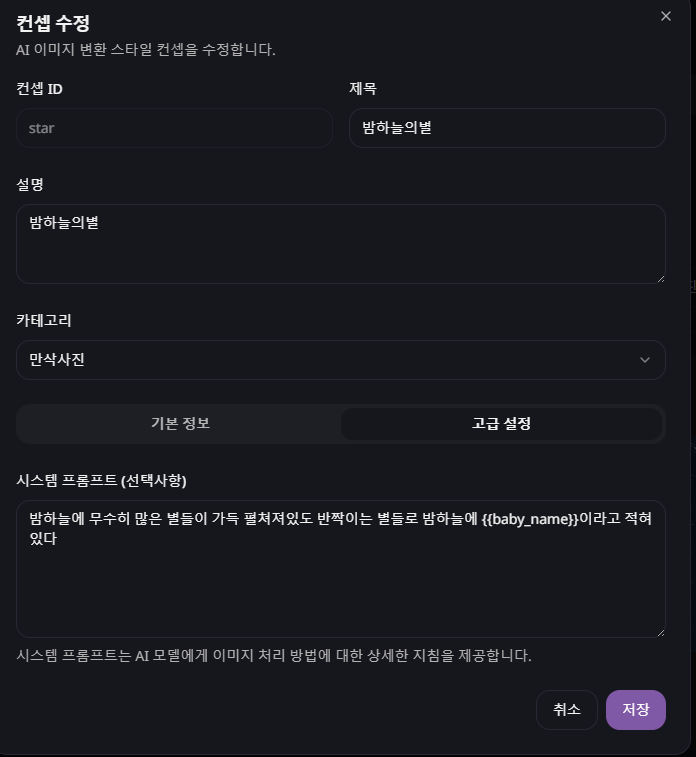 컨셉 수정
AI 이미지 변환 스타일 컨셉을 수정합니다.
컨셉 ID
제목
star
밤하늘의별
설명
밤하늘의별
카테고리
만삭사진
기본 정보
고급 설정
시스템 프롬프트 (선택사항)
밤하늘에 무수히 많은 별들이 가득 펼쳐져있도 반짝이는 별들로 밤하늘에 {{baby_name}}이라고 적혀
있다
시스템 프롬프트는 AI 모델에게 이미지 처리 방법에 대한 상세한 지침을 제공합니다.
취소
저장